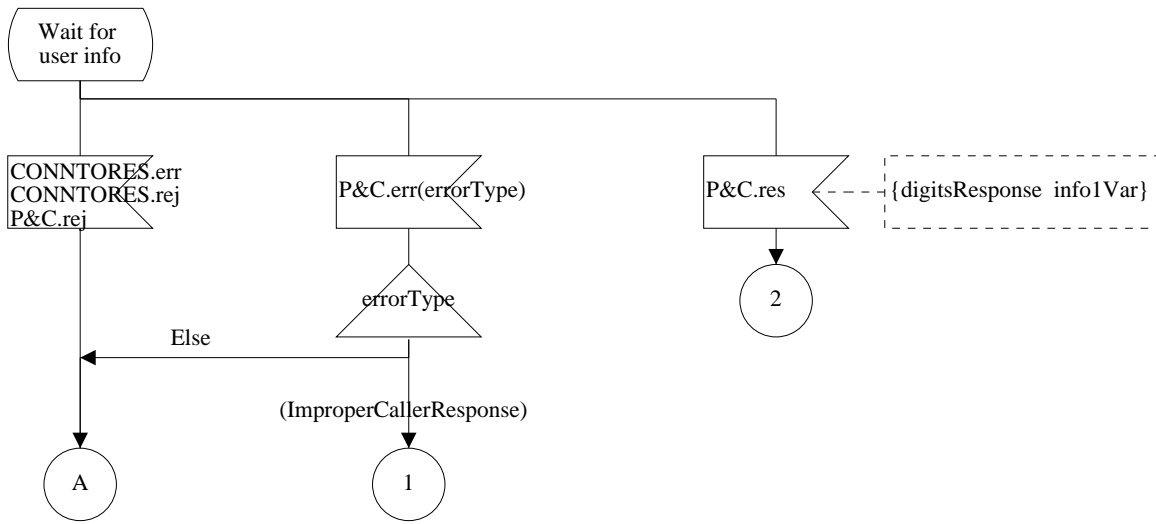 Wait for
user info
CONNTORES.err
CONNTORES.rej
P&C.rej
P&C.err(errorType)
P&C.res
{digitsResponse info1Var}
errorType
2
Else
(ImproperCallerResponse)
A
1